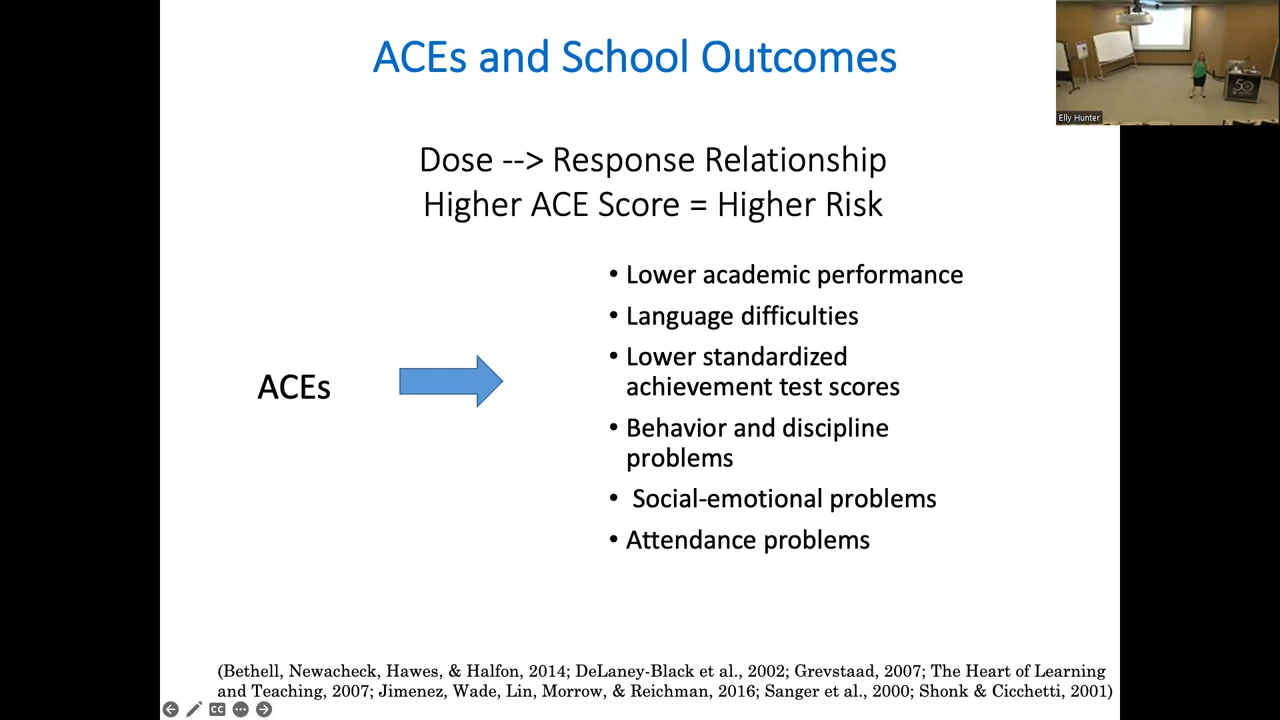 ACEs and School Outcomes
Elly Hunter
50
Dose --> Response Relationship
Higher ACE Score = Higher Risk
• Lower academic performance
• Language difficulties
• Lower standardized
achievement test scores
• Behavior and discipline
problems
• Social-emotional problems
• Attendance problems
ACEs
(Bethell, Newacheck, Hawes, & Halfon, 2014; DeLaney-Black et al., 2002; Grevstaad, 2007; The Heart of Learning
and Teaching, 2007; Jimenez, Wade, Lin, Morrow, & Reichman, 2016; Sanger et al., 2000; Shonk & Cicchetti, 2001)
CC